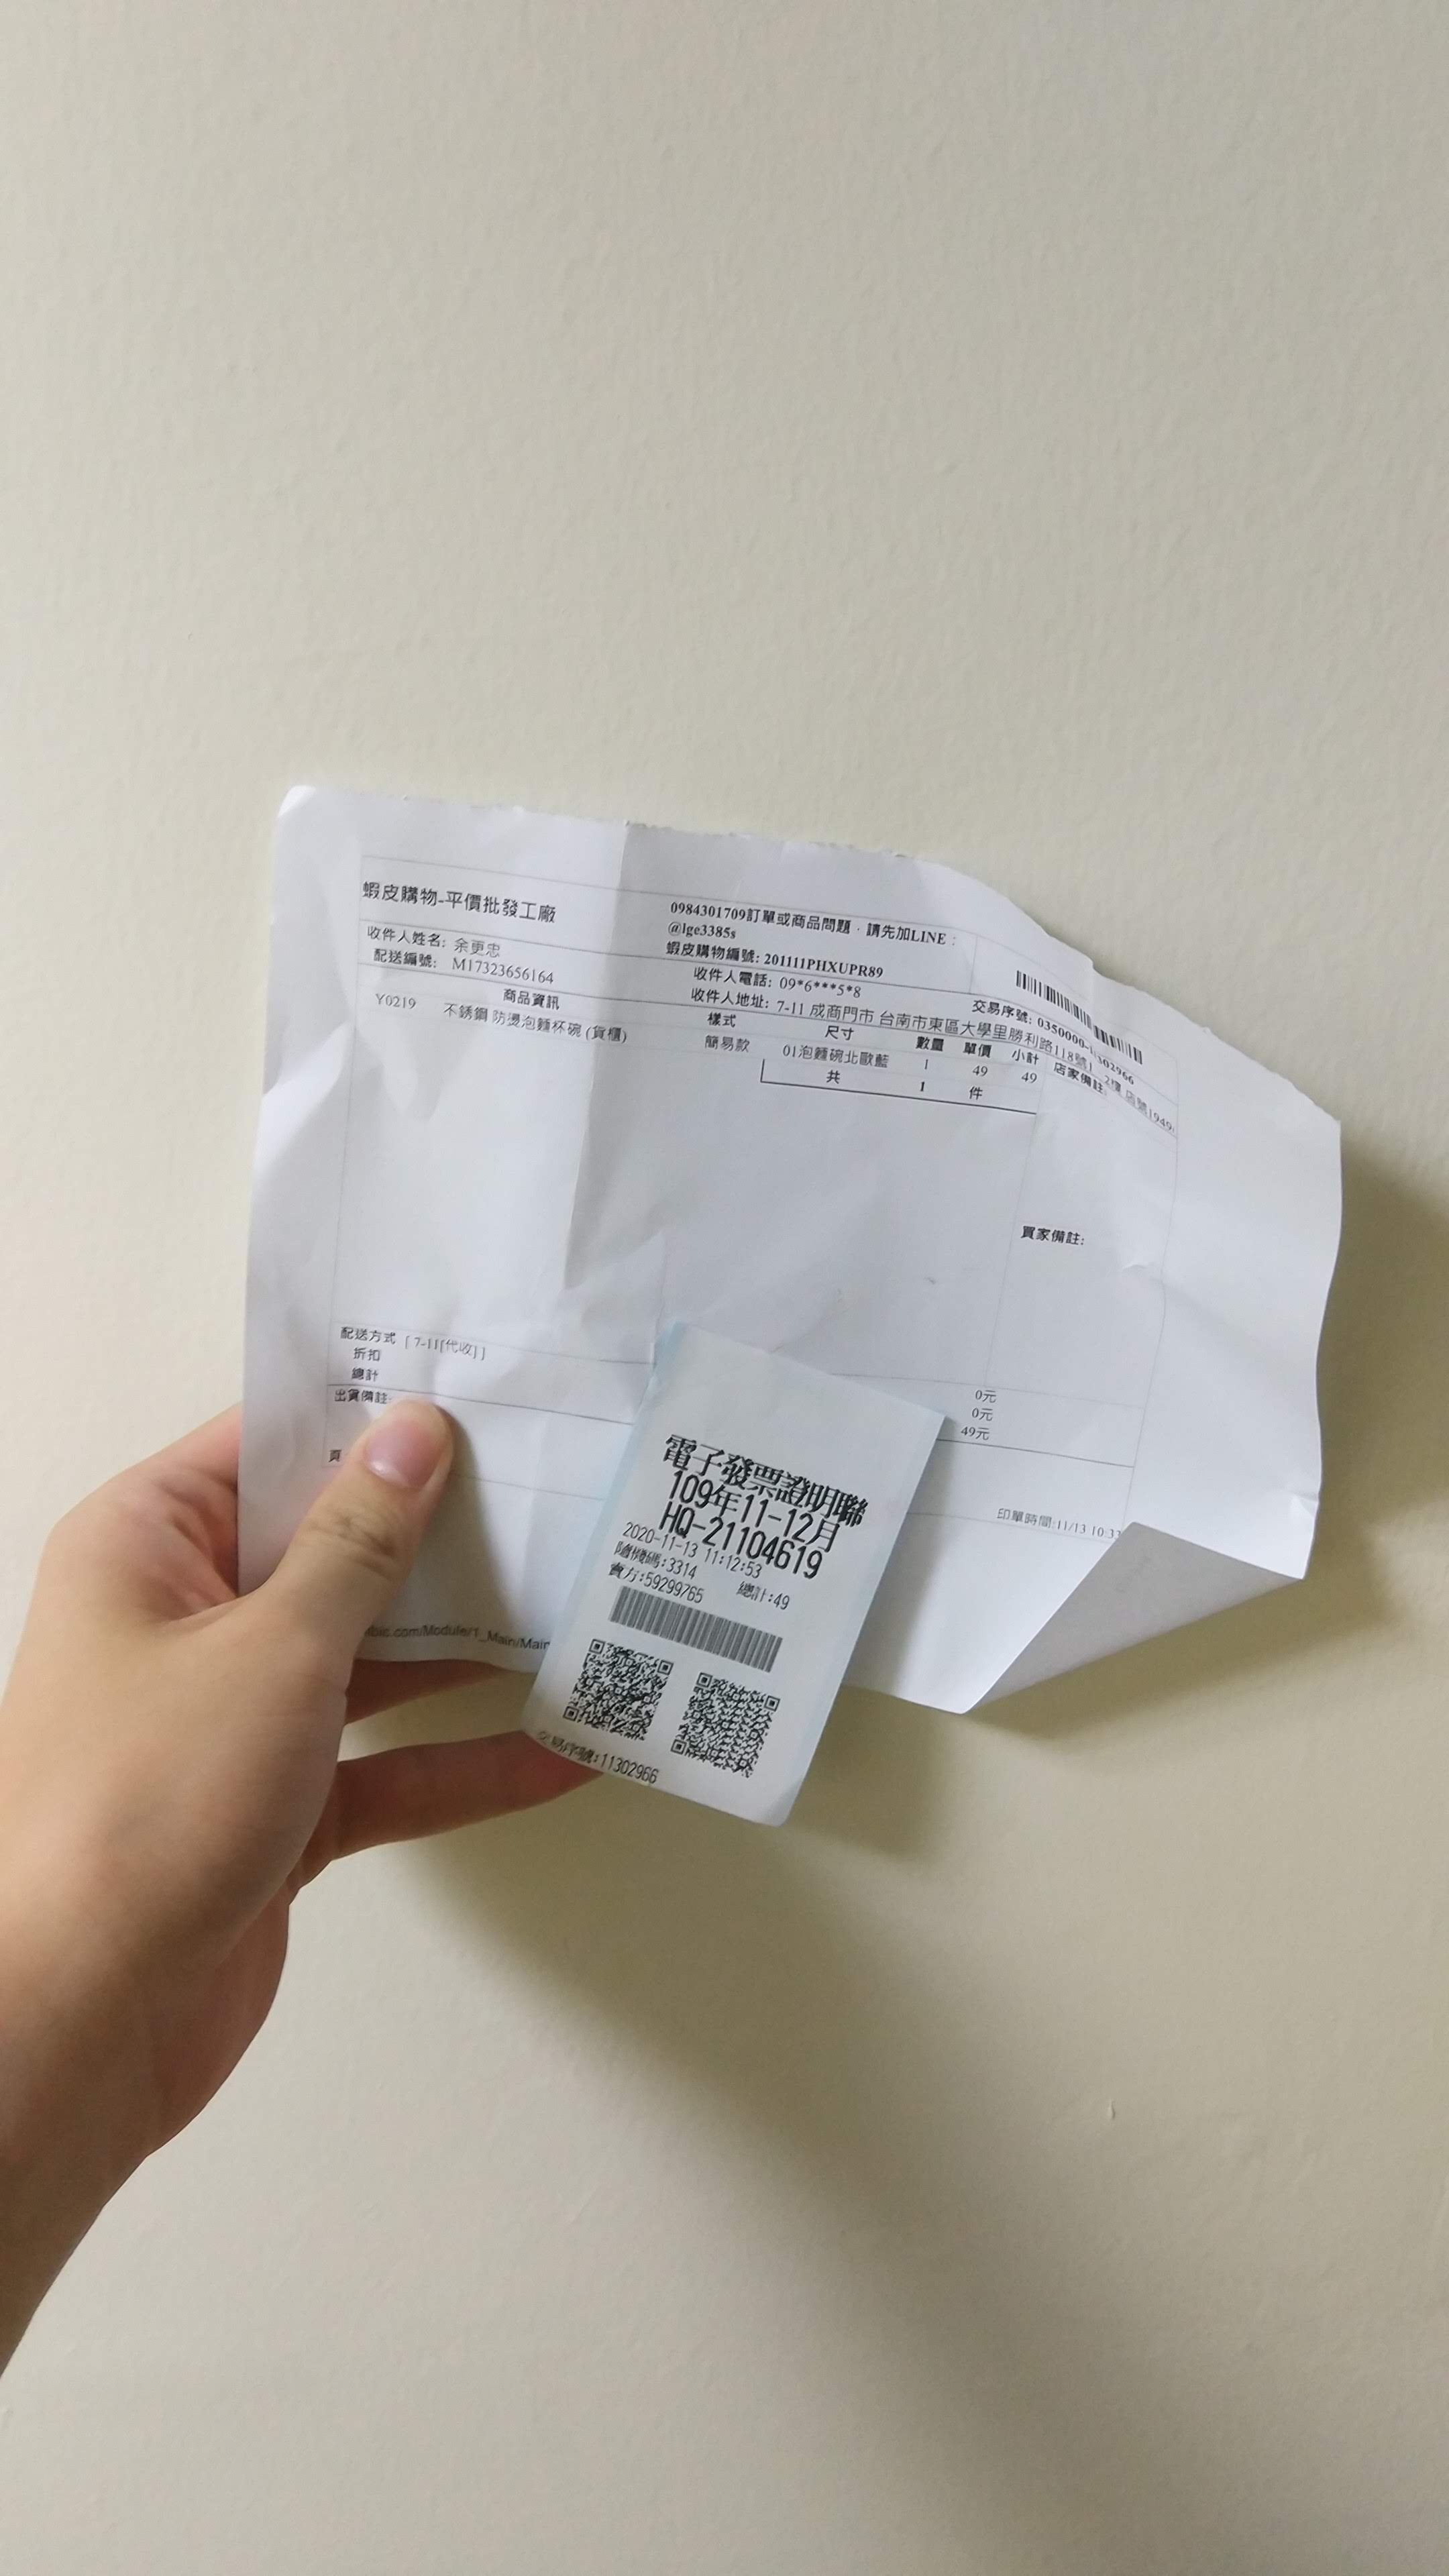 蝦皮購物-平價批發工廠
0984301709訂單或商品問題，請先加LINE：
@lge3385s
蝦皮購物編號: 201111PHXUPR89
交易序號: 0350000-11302966
收件人姓名: 余更忠
收件人電話: 09*6***5*8
配送編號: M17323656164
收件人地址: 7-11 成商門市 台南市東區大學里勝利路118號1、2樓 店號1949
商品資訊 樣式 尺寸 數量 單價 小計 店家備註:
Y0219 不銹鋼 防燙泡麵杯碗 (貨櫃) 簡易款 01泡麵碗北歐藍 1 49 49
共 1 件
買家備註:
配送方式 [ 7-11[代收] ] 0元
折扣 0元
總計 49元
出貨備註:
頁
印單時間:11/13 10:33
.com/Module/1_Main/Main
電子發票證明聯
109年11-12月
HQ-21104619
2020-11-13 11:12:53
隨機碼:3314 總計:49
賣方:59299765
交易序號:11302966